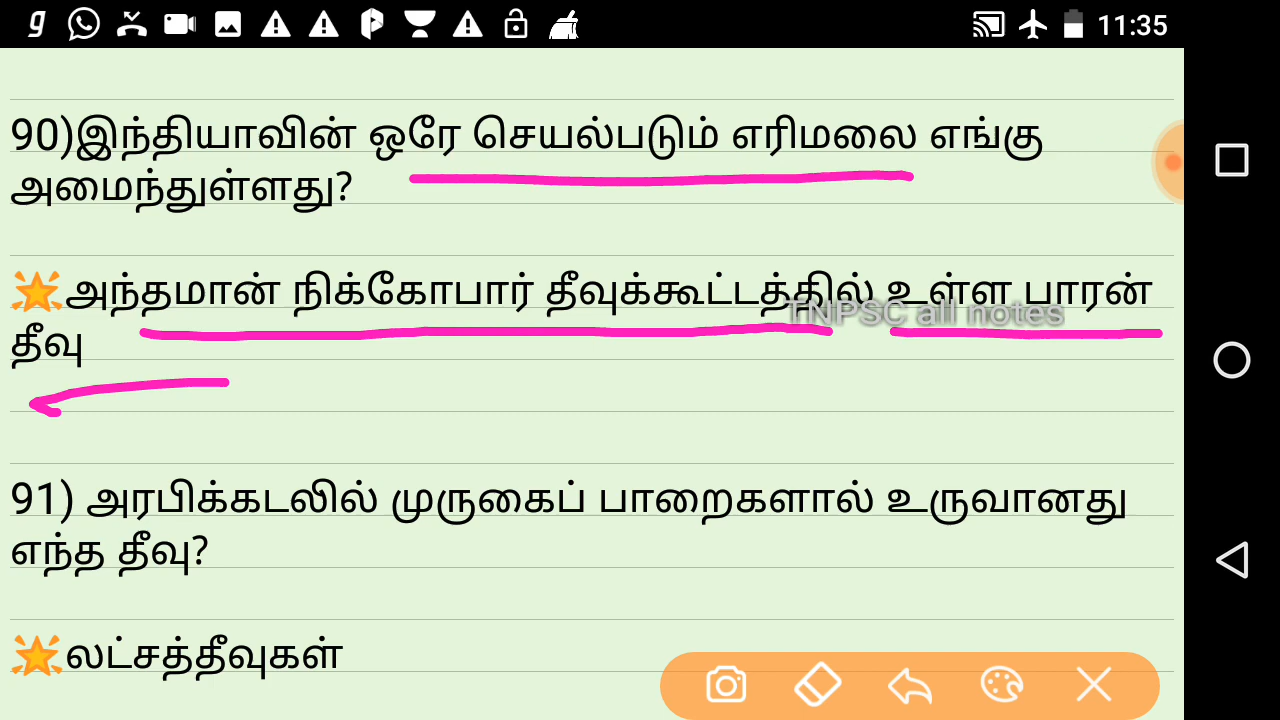 11:35
90)இந்தியாவின் ஒரே செயல்படும் எரிமலை எங்கு
அமைந்துள்ளது?
🌟அந்தமான் நிக்கோபார் தீவுக்கூட்டத்தில் உள்ள பாரன்
TNPSC all notes
தீவு
91) அரபிக்கடலில் முருகைப் பாறைகளால் உருவானது
எந்த தீவு?
🌟லட்சத்தீவுகள்